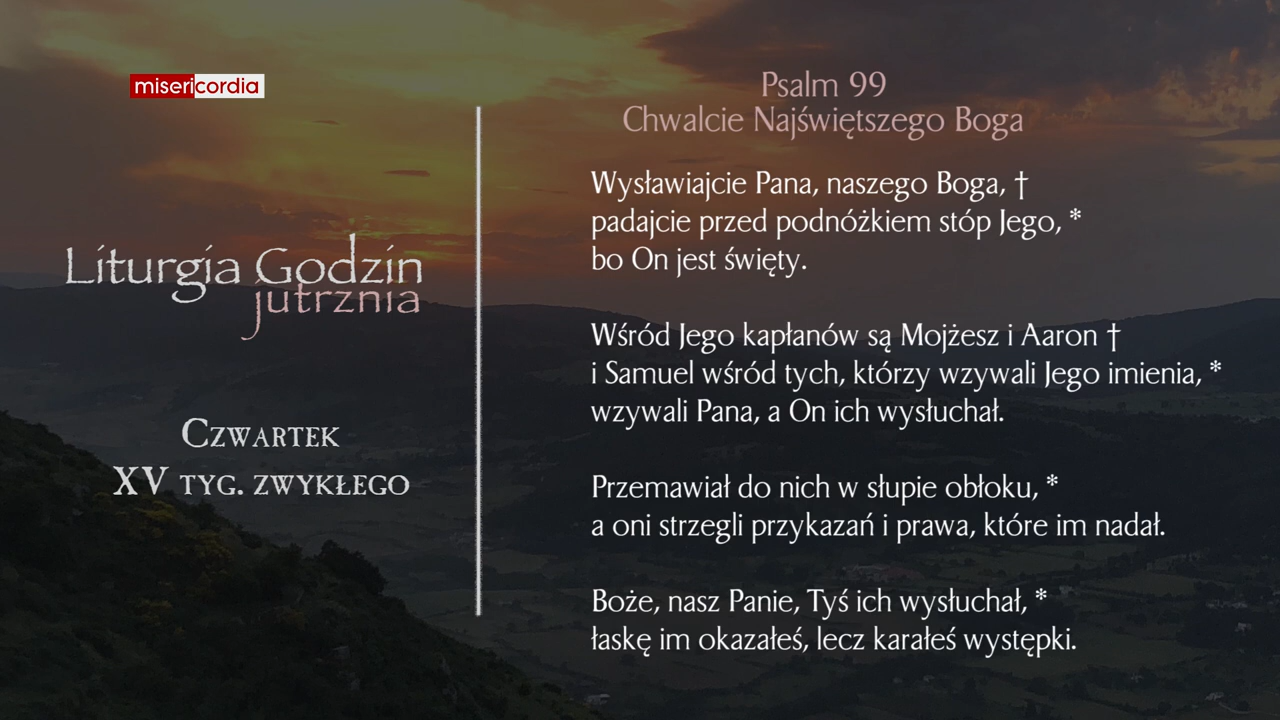 misericordia
Liturgia Godzin
jutrznia
Czwartek
XV tyg. zwykłego
Psalm 99
Chwalcie Najświętszego Boga
Wysławiajcie Pana, naszego Boga, †
padajcie przed podnóżkiem stóp Jego, *
bo On jest święty.
Wśród Jego kapłanów są Mojżesz i Aaron †
i Samuel wśród tych, którzy wzywali Jego imienia, *
wzywali Pana, a On ich wysłuchał.
Przemawiał do nich w słupie obłoku, *
a oni strzegli przykazań i prawa, które im nadał.
Boże, nasz Panie, Tyś ich wysłuchał, *
łaskę im okazałeś, lecz karałeś występki.